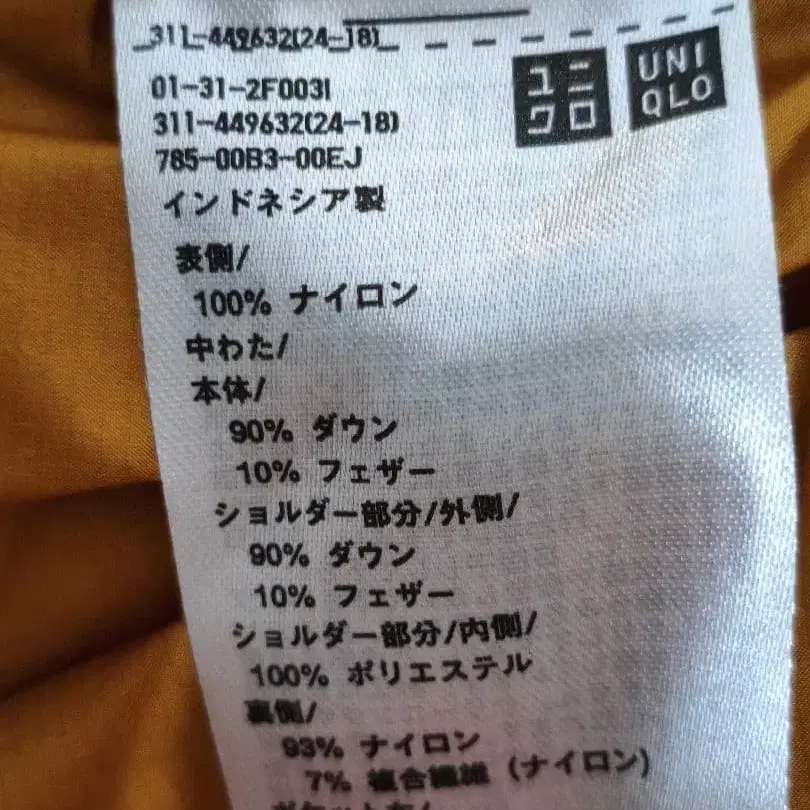 311-449632(24-18)
ユニ
クロ
UNI
QLO
01-31-2F003I
311-449632(24-18)
785-00B3-00EJ
インドネシア製
表側/
100% ナイロン
中わた/
本体/
90% ダウン
10% フェザー
ショルダー部分/外側/
90% ダウン
10% フェザー
ショルダー部分/内側/
100% ポリエステル
裏側/
93% ナイロン
7% 複合繊維 (ナイロン)